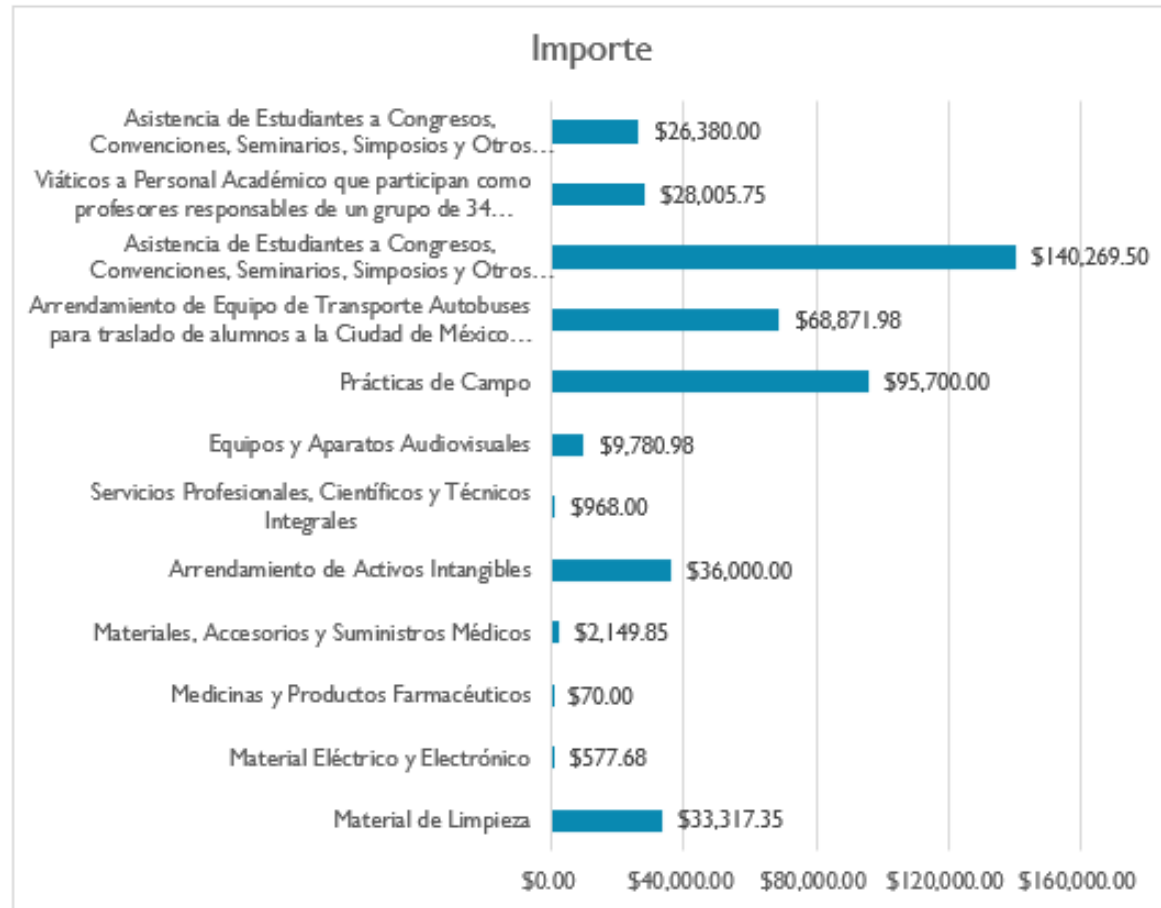 Importe
Asistencia de Estudiantes a Congresos,
Convenciones, Seminarios, Simposios y Otros…
$26,380.00
Viáticos a Personal Académico que participan como
profesores responsables de un grupo de 34…
$28,005.75
Asistencia de Estudiantes a Congresos,
Convenciones, Seminarios, Simposios y Otros…
$140,269.50
Arrendamiento de Equipo de Transporte Autobuses
para traslado de alumnos a la Ciudad de México…
$68,871.98
Prácticas de Campo
$95,700.00
Equipos y Aparatos Audiovisuales
$9,780.98
Servicios Profesionales, Científicos y Técnicos
Integrales
$968.00
Arrendamiento de Activos Intangibles
$36,000.00
Materiales, Accesorios y Suministros Médicos
$2,149.85
Medicinas y Productos Farmacéuticos
$70.00
Material Eléctrico y Electrónico
$577.68
Material de Limpieza
$33,317.35
$0.00 $40,000.00 $80,000.00 $120,000.00 $160,000.00